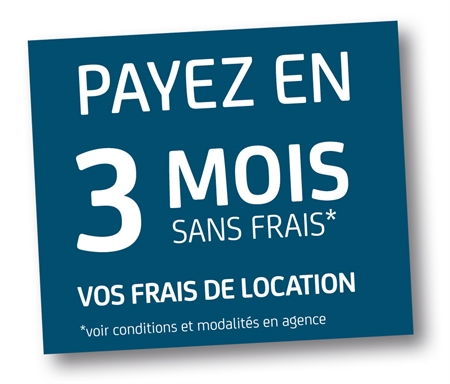 PAYEZ EN
3 MOIS
SANS FRAIS*
VOS FRAIS DE LOCATION
*voir conditions et modalités en agence